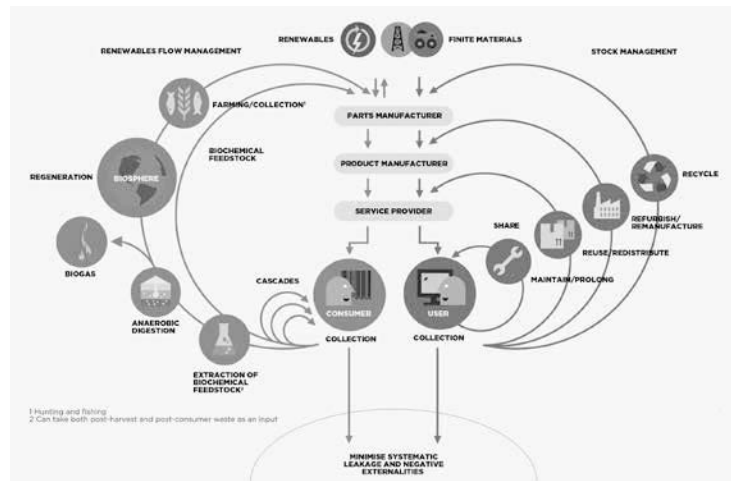 RENEWABLES
FINITE MATERIALS
RENEWABLES FLOW MANAGEMENT
STOCK MANAGEMENT
FARMING/COLLECTION¹
PARTS MANUFACTURER
BIOCHEMICAL
FEEDSTOCK
PRODUCT MANUFACTURER
REGENERATION
BIOSPHERE
RECYCLE
SERVICE PROVIDER
SHARE
REFURBISH/
REMANUFACTURE
REUSE/REDISTRIBUTE
BIOGAS
CASCADES
MAINTAIN/PROLONG
CONSUMER
USER
ANAEROBIC
DIGESTION
COLLECTION
COLLECTION
EXTRACTION OF
BIOCHEMICAL
FEEDSTOCK²
1 Hunting and fishing
2 Can take both post-harvest and post-consumer waste as an input
MINIMISE SYSTEMATIC
LEAKAGE AND NEGATIVE
EXTERNALITIES